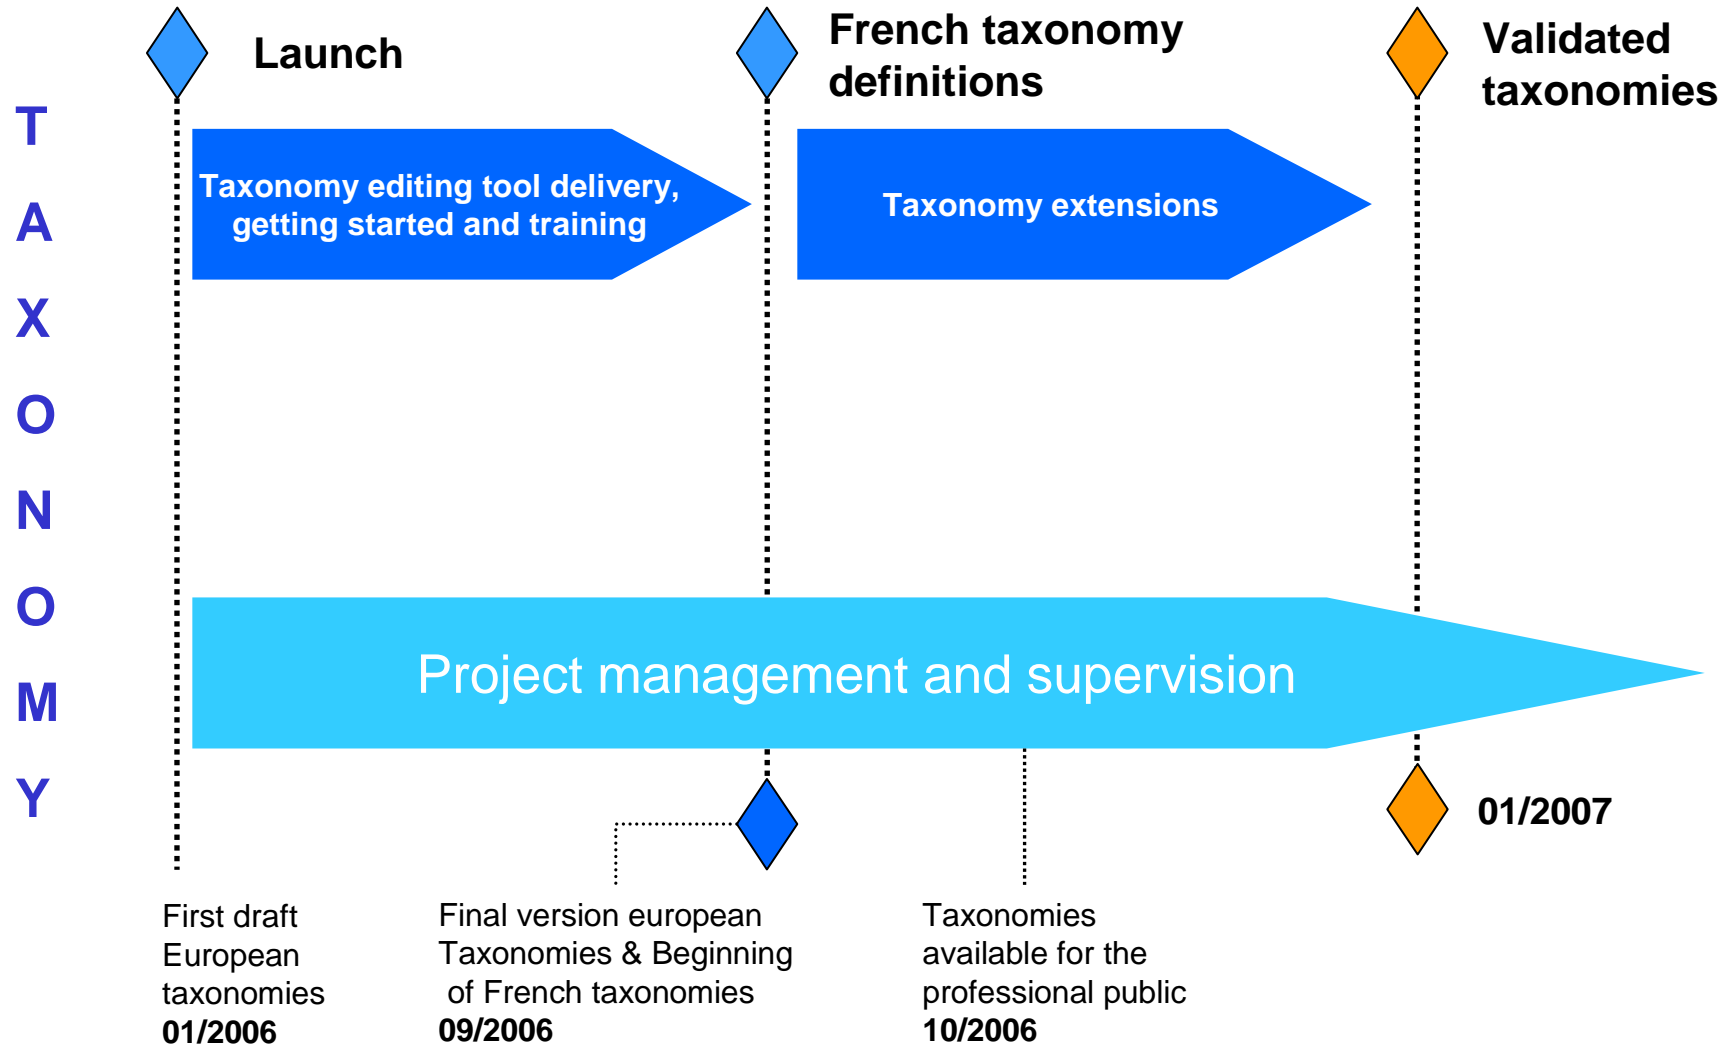 T
A
X
O
N
O
M
Y
Launch
French taxonomy
definitions
Validated
taxonomies
Taxonomy editing tool delivery,
getting started and training
Taxonomy extensions
Project management and supervision
01/2007
First draft
European
taxonomies
01/2006
Final version european
Taxonomies & Beginning
of French taxonomies
09/2006
Taxonomies
available for the
professional public
10/2006